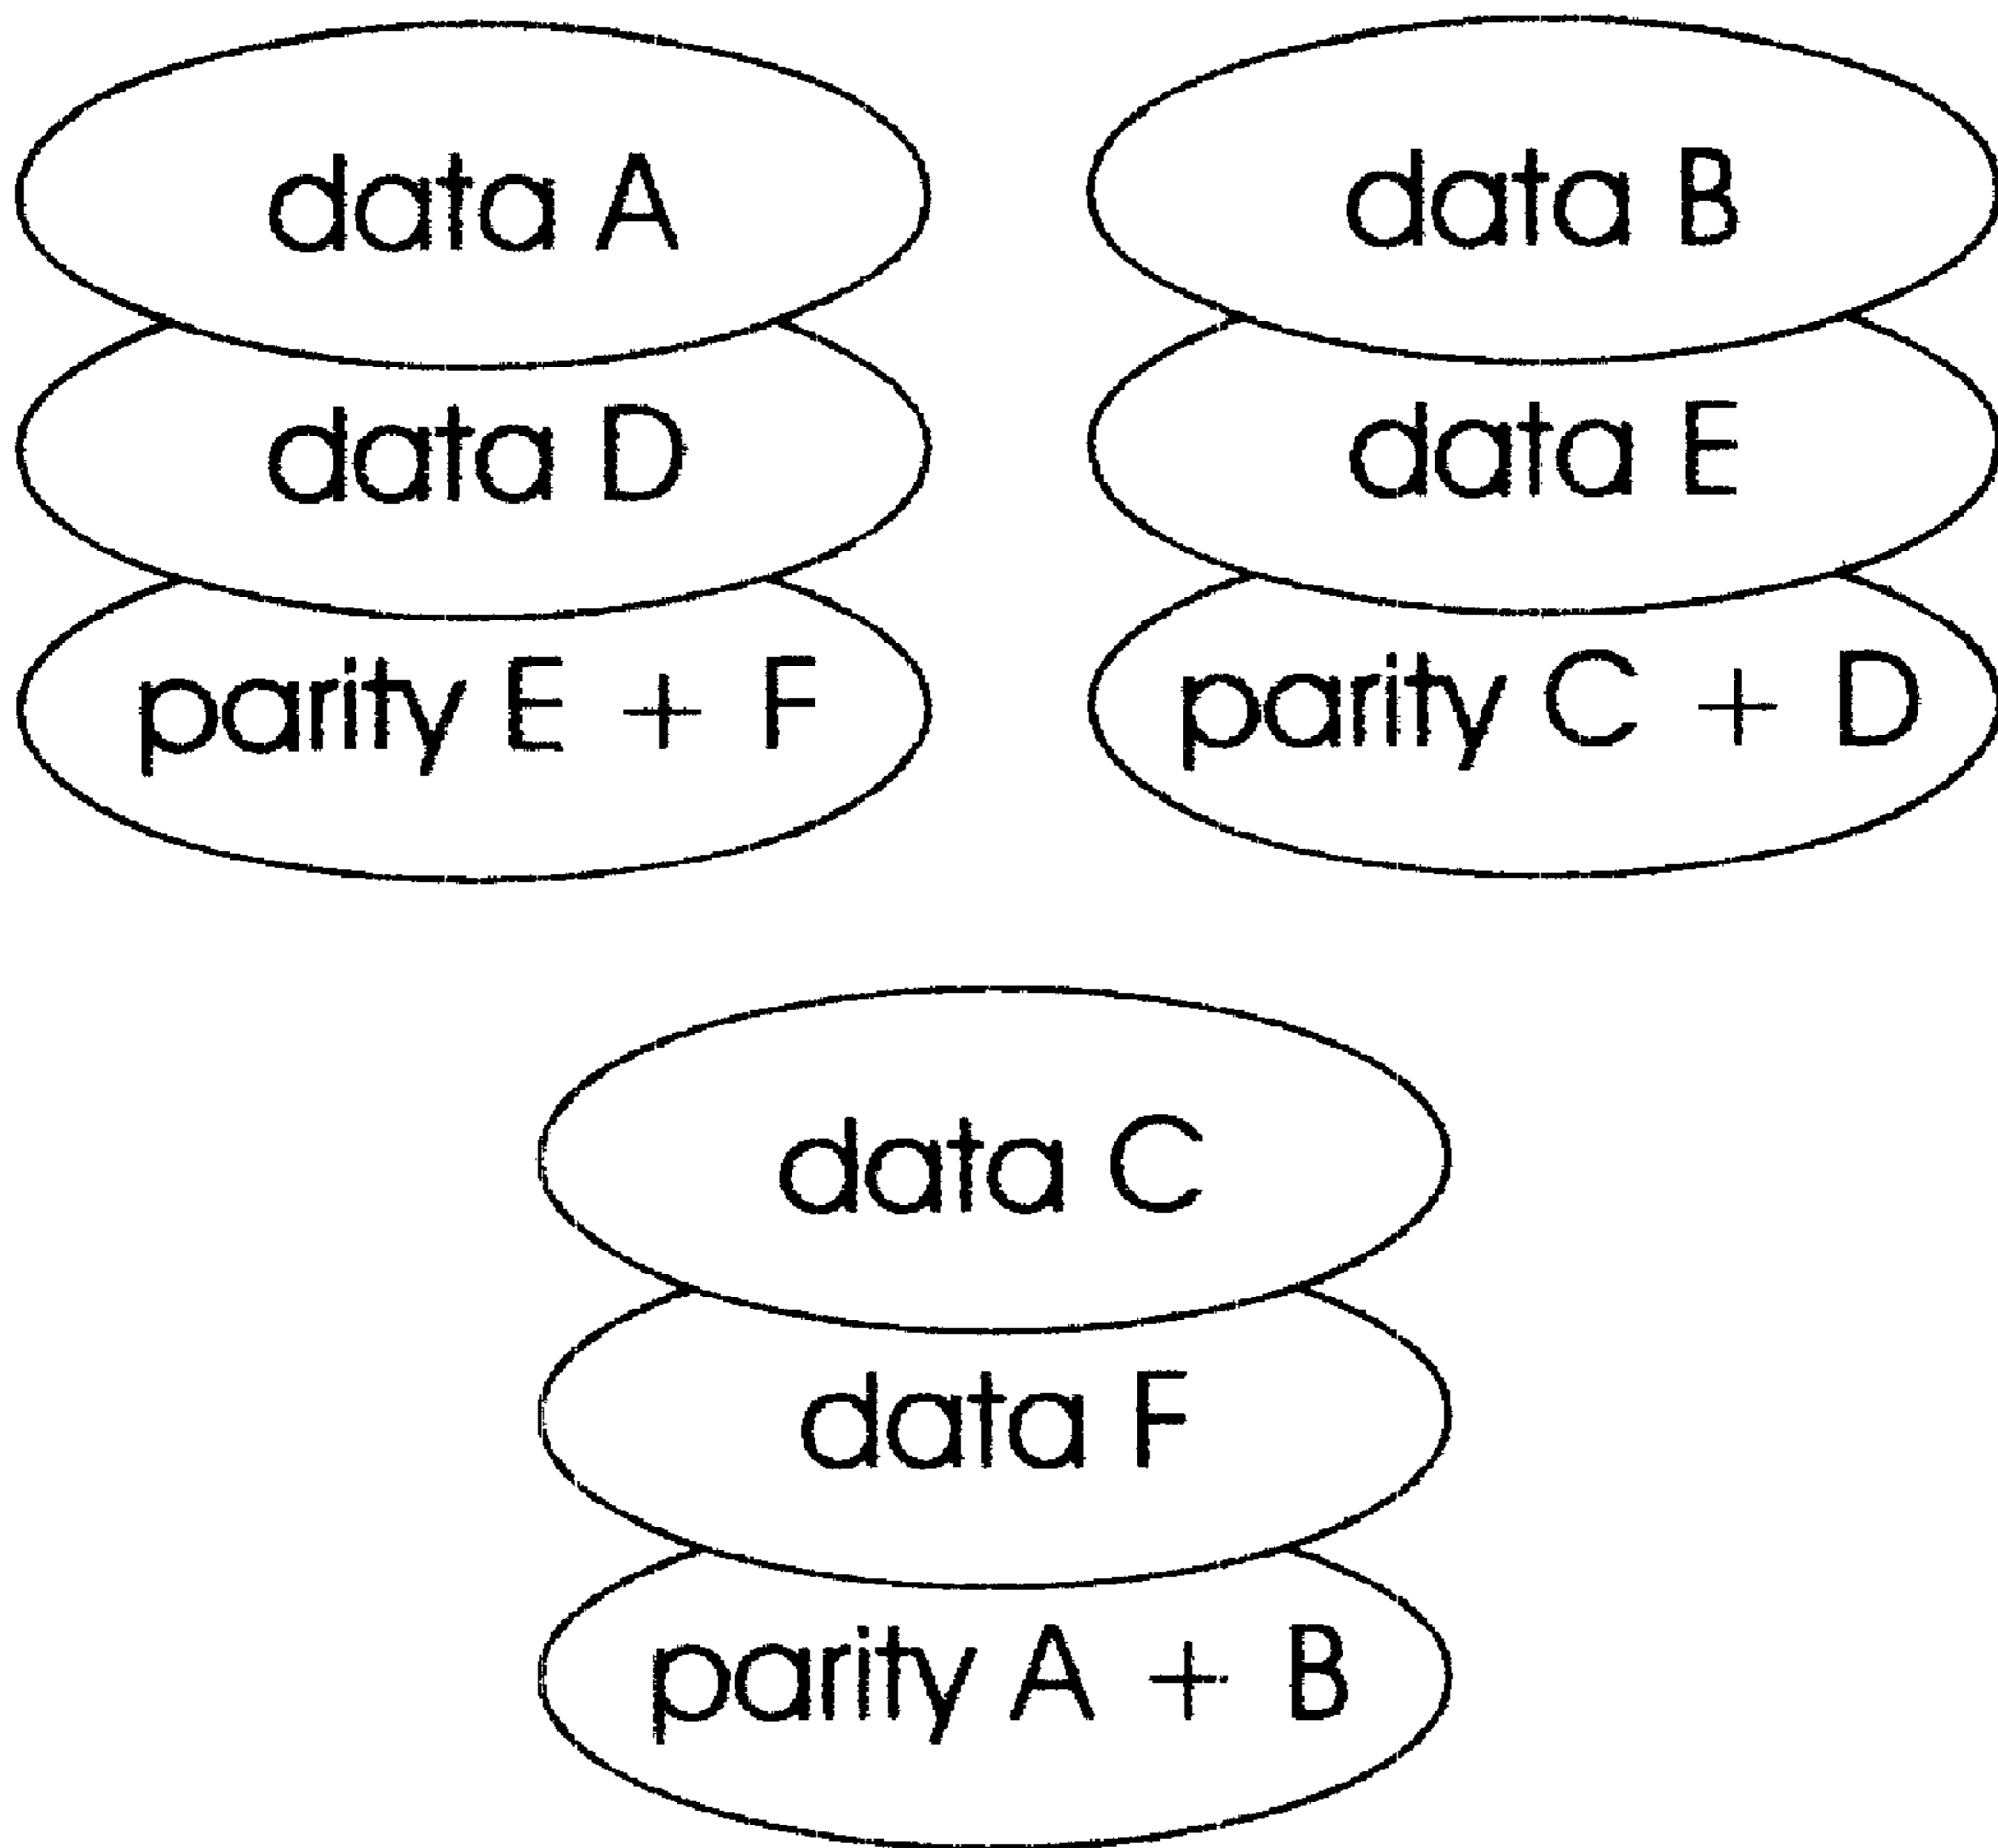 data A
data D
parity E + F
data B
data E
parity C + D
data C
data F
parity A + B